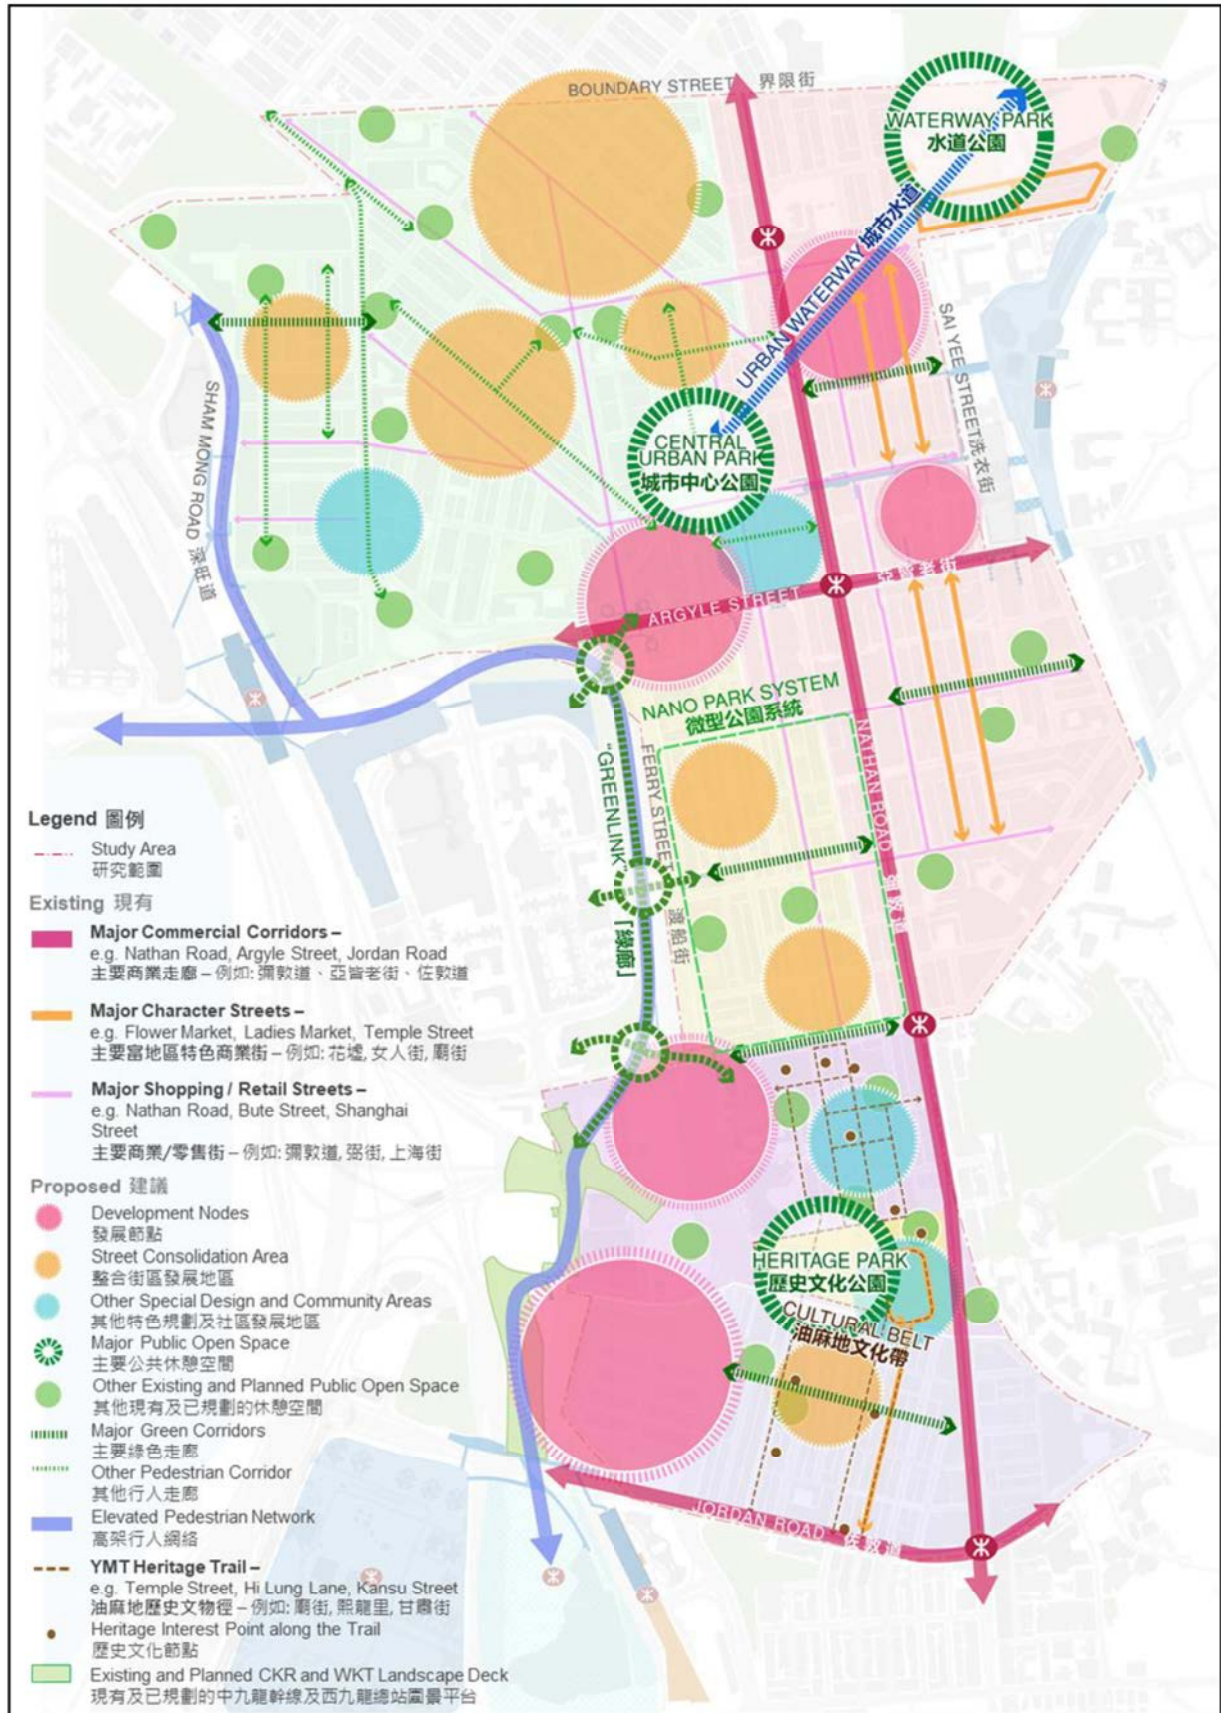 BOUNDARY STREET 界限街
WATERWAY PARK
水道公園
URBAN WATERWAY 城市水道
SAI YEE STREET 洗衣街
SHAM MONG ROAD 深旺道
CENTRAL
URBAN PARK
城市中心公園
ARGYLE STREET 亞皆老街
NANO PARK SYSTEM
微型公園系統
"GREENLINK"
「綠廊」
FERRY STREET 渡船街
NATHAN ROAD 彌敦道
HERITAGE PARK
歷史文化公園
CULTURAL BELT
油麻地文化帶
JORDAN ROAD 佐敦道
Legend 圖例
Study Area
研究範圍
Existing 現有
Major Commercial Corridors –
e.g. Nathan Road, Argyle Street, Jordan Road
主要商業走廊 – 例如: 彌敦道、亞皆老街、佐敦道
Major Character Streets –
e.g. Flower Market, Ladies Market, Temple Street
主要富地區特色商業街 – 例如: 花墟, 女人街, 廟街
Major Shopping / Retail Streets –
e.g. Nathan Road, Bute Street, Shanghai
Street
主要商業/零售街 – 例如: 彌敦道, 弼街, 上海街
Proposed 建議
Development Nodes
發展節點
Street Consolidation Area
整合街區發展地區
Other Special Design and Community Areas
其他特色規劃及社區發展地區
Major Public Open Space
主要公共休憩空間
Other Existing and Planned Public Open Space
其他現有及已規劃的休憩空間
Major Green Corridors
主要綠色走廊
Other Pedestrian Corridor
其他行人走廊
Elevated Pedestrian Network
高架行人網絡
YMT Heritage Trail –
e.g. Temple Street, Hi Lung Lane, Kansu Street
油麻地歷史文物徑 – 例如: 廟街, 熙龍里, 甘肅街
Heritage Interest Point along the Trail
歷史文化節點
Existing and Planned CKR and WKT Landscape Deck
現有及已規劃的中九龍幹線及西九龍總站園景平台